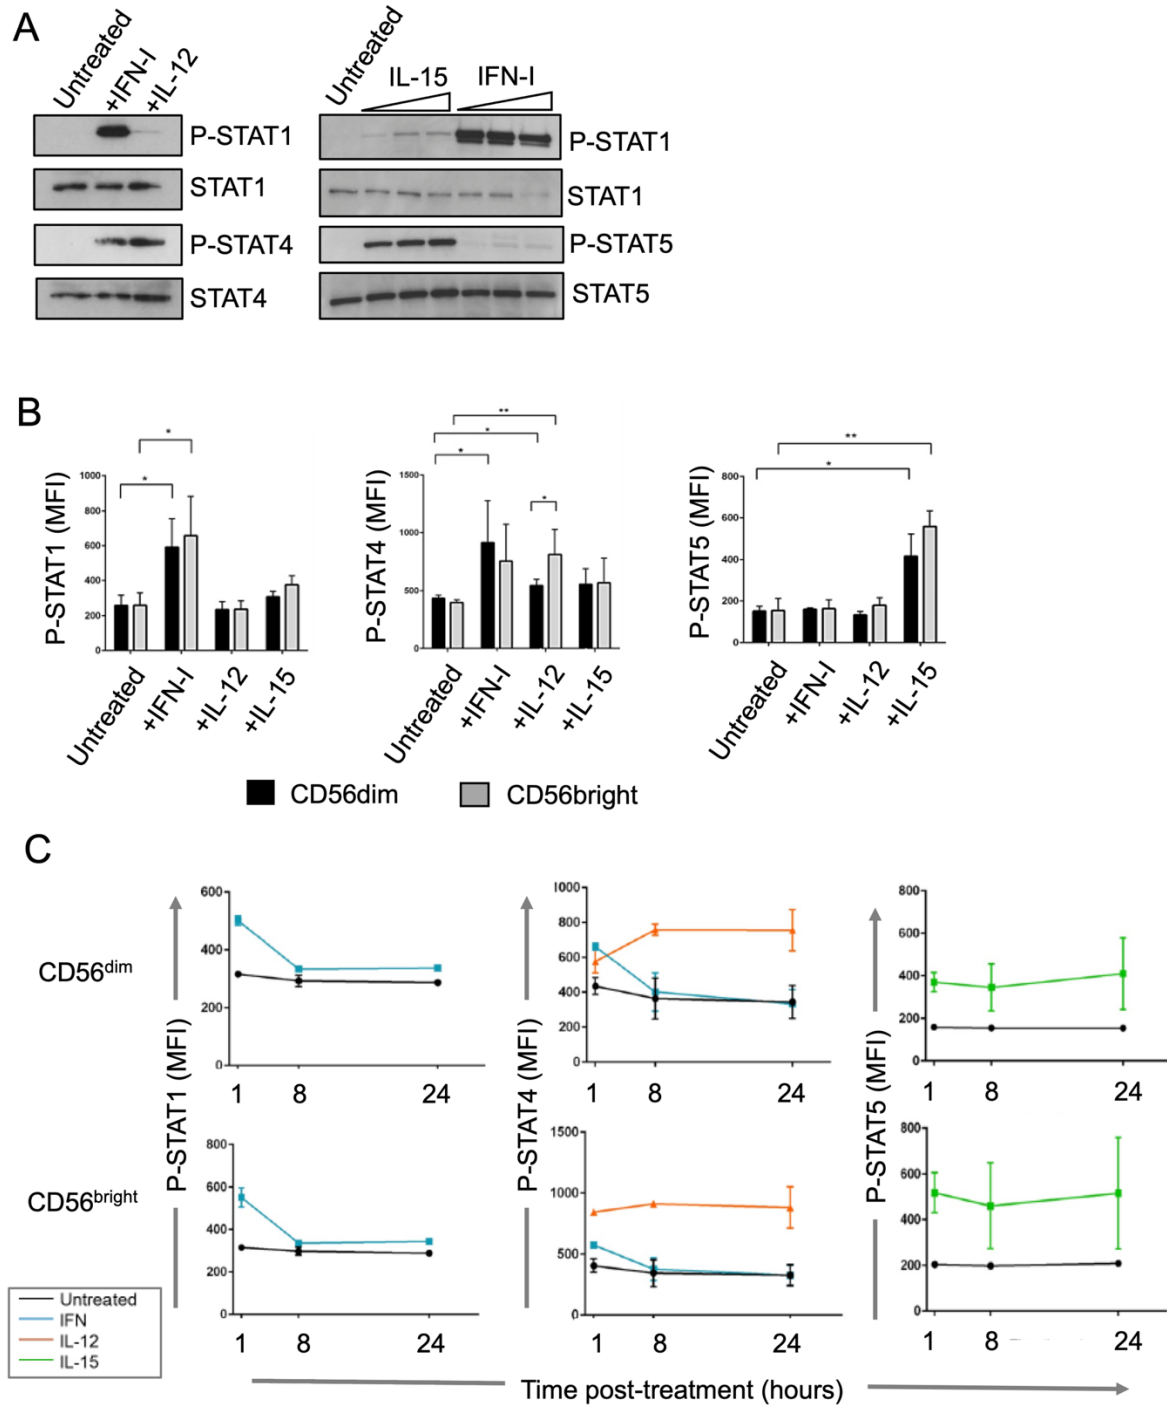 A
Untreated
+IFN-I
+IL-12
P-STAT1
STAT1
P-STAT4
STAT4
Untreated
IL-15
IFN-I
P-STAT1
STAT1
P-STAT5
STAT5
B
P-STAT1 (MFI)
1000
800
600
400
200
0
*
*
Untreated
+IFN-I
+IL-12
+IL-15
P-STAT4 (MFI)
1500
1000
500
0
**
*
*
*
Untreated
+IFN-I
+IL-12
+IL-15
P-STAT5 (MFI)
800
600
400
200
0
**
*
Untreated
+IFN-I
+IL-12
+IL-15
CD56dim
CD56bright
C
CD56dim
CD56bright
P-STAT1 (MFI)
600
400
200
0
1 8 24
800
600
400
200
0
1 8 24
P-STAT4 (MFI)
1000
800
600
400
200
0
1 8 24
1500
1000
500
0
1 8 24
P-STAT5 (MFI)
800
600
400
200
0
1 8 24
800
600
400
200
0
1 8 24
Untreated
IFN
IL-12
IL-15
Time post-treatment (hours)